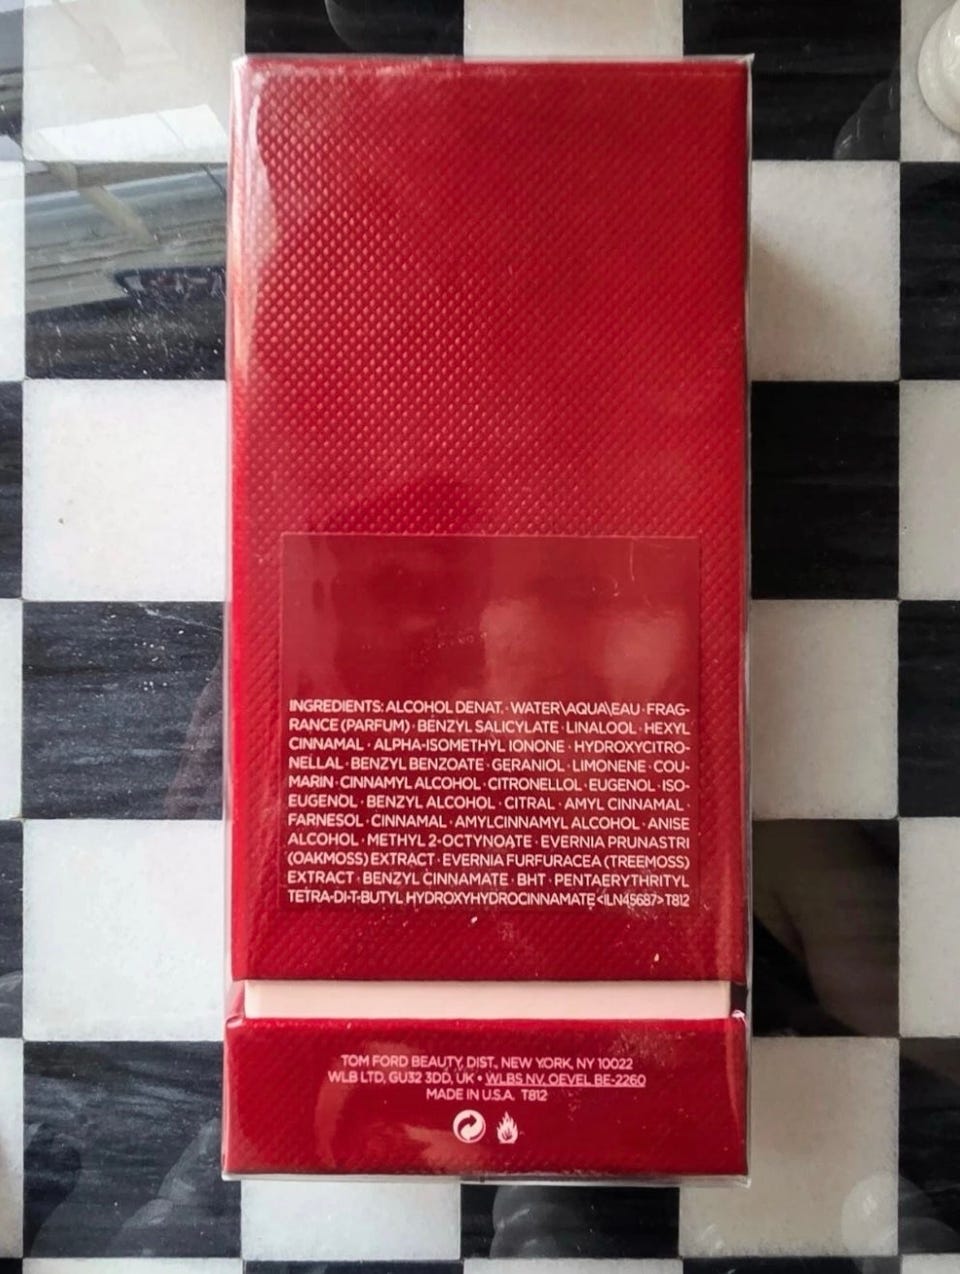 INGREDIENTS: ALCOHOL DENAT. · WATER\AQUA\EAU · FRAG-
RANCE (PARFUM) · BENZYL SALICYLATE · LINALOOL · HEXYL
CINNAMAL · ALPHA-ISOMETHYL IONONE · HYDROXYCITRO-
NELLAL · BENZYL BENZOATE · GERANIOL · LIMONENE · COU-
MARIN · CINNAMYL ALCOHOL · CITRONELLOL · EUGENOL · ISO-
EUGENOL · BENZYL ALCOHOL · CITRAL · AMYL CINNAMAL ·
FARNESOL · CINNAMAL · AMYLCINNAMYL ALCOHOL · ANISE
ALCOHOL · METHYL 2-OCTYNOATE · EVERNIA PRUNASTRI
(OAKMOSS) EXTRACT · EVERNIA FURFURACEA (TREEMOSS)
EXTRACT · BENZYL CINNAMATE · BHT · PENTAERYTHRITYL
TETRA-DI-T-BUTYL HYDROXYHYDROCINNAMATE <ILN45687> T812
TOM FORD BEAUTY, DIST., NEW YORK, NY 10022
WLB LTD, GU32 3DD, UK • WLBS NV, OEVEL BE-2260
MADE IN U.S.A. T812